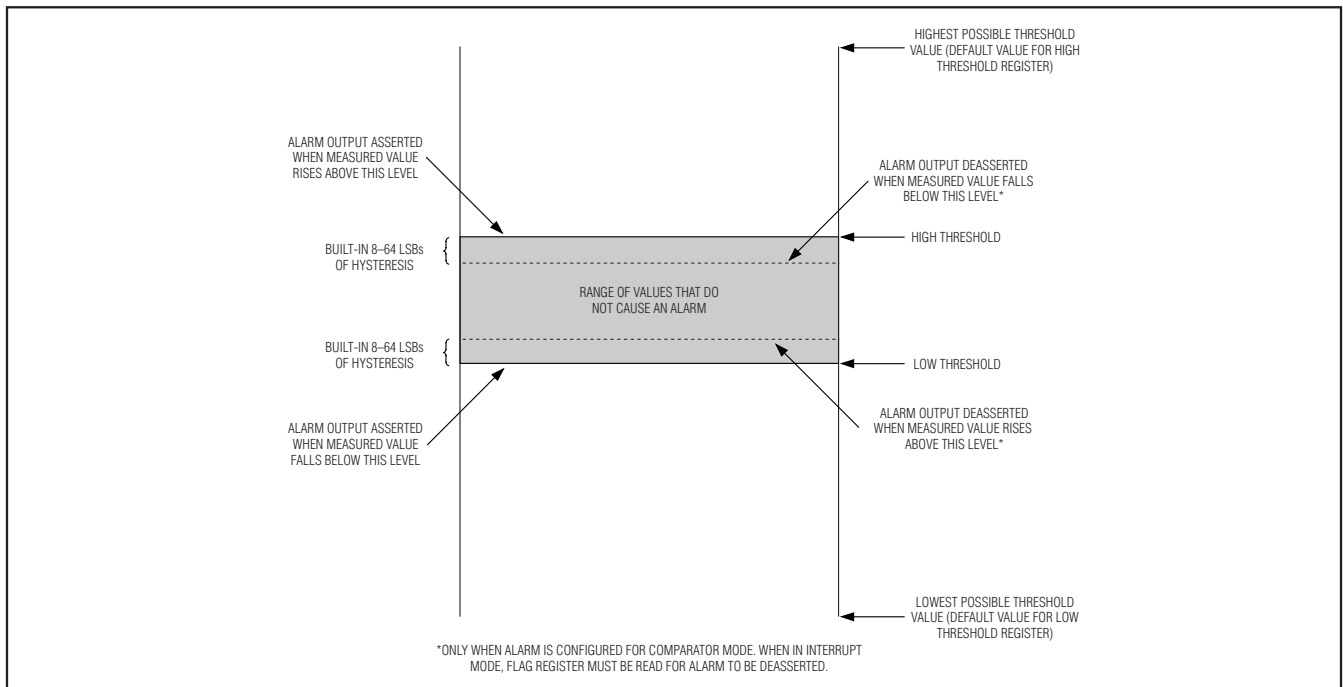 HIGHEST POSSIBLE THRESHOLD
VALUE (DEFAULT VALUE FOR HIGH
THRESHOLD REGISTER)
ALARM OUTPUT ASSERTED
WHEN MEASURED VALUE
RISES ABOVE THIS LEVEL
ALARM OUTPUT DEASSERTED
WHEN MEASURED VALUE FALLS
BELOW THIS LEVEL*
HIGH THRESHOLD
BUILT-IN 8–64 LSBs
OF HYSTERESIS
RANGE OF VALUES THAT DO
NOT CAUSE AN ALARM
BUILT-IN 8–64 LSBs
OF HYSTERESIS
LOW THRESHOLD
ALARM OUTPUT ASSERTED
WHEN MEASURED VALUE
FALLS BELOW THIS LEVEL
ALARM OUTPUT DEASSERTED
WHEN MEASURED VALUE RISES
ABOVE THIS LEVEL*
LOWEST POSSIBLE THRESHOLD
VALUE (DEFAULT VALUE FOR LOW
THRESHOLD REGISTER)
*ONLY WHEN ALARM IS CONFIGURED FOR COMPARATOR MODE. WHEN IN INTERRUPT
MODE, FLAG REGISTER MUST BE READ FOR ALARM TO BE DEASSERTED.